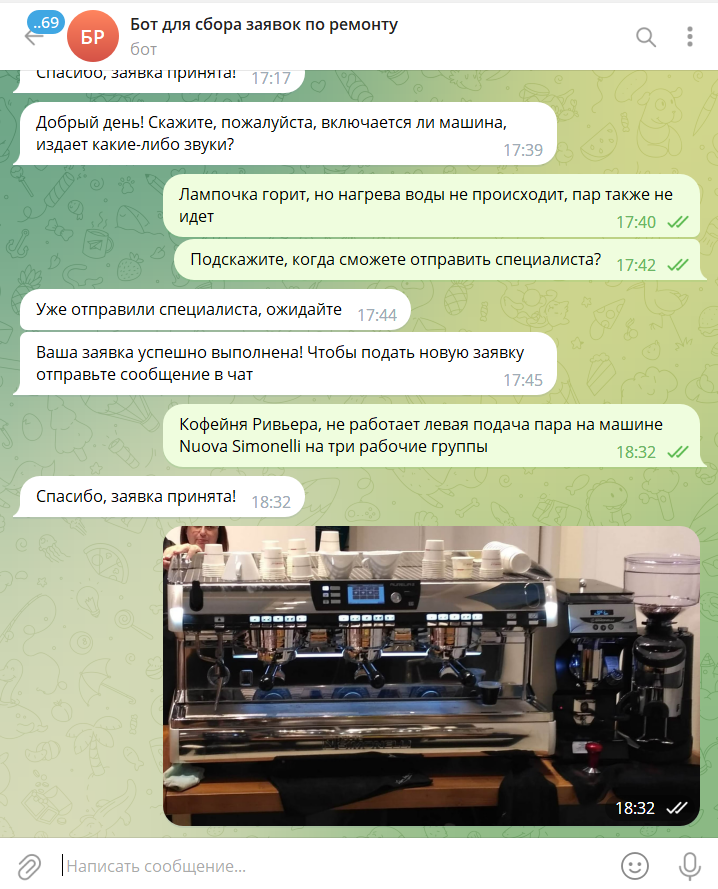 ..69
БР
Бот для сбора заявок по ремонту
бот
Спасибо, заявка принята! 17:17
Добрый день! Скажите, пожалуйста, включается ли машина,
издает какие-либо звуки? 17:39
Лампочка горит, но нагрева воды не происходит, пар также не
идет 17:40
Подскажите, когда сможете отправить специалиста? 17:42
Уже отправили специалиста, ожидайте 17:44
Ваша заявка успешно выполнена! Чтобы подать новую заявку
отправьте сообщение в чат 17:45
Кофейня Ривьера, не работает левая подача пара на машине
Nuova Simonelli на три рабочие группы 18:32
Спасибо, заявка принята! 18:32
18:32
Написать сообщение...